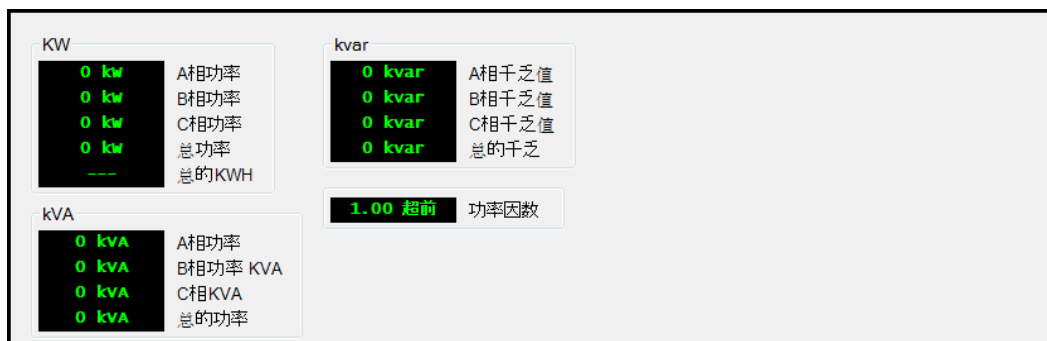 KW
0 kW A相功率
0 kW B相功率
0 kW C相功率
0 kW 总功率
--- 总的KWH
kvar
0 kvar A相千乏值
0 kvar B相千乏值
0 kvar C相千乏值
0 kvar 总的千乏
1.00 超前 功率因数
kVA
0 kVA A相功率
0 kVA B相功率 KVA
0 kVA C相KVA
0 kVA 总的功率